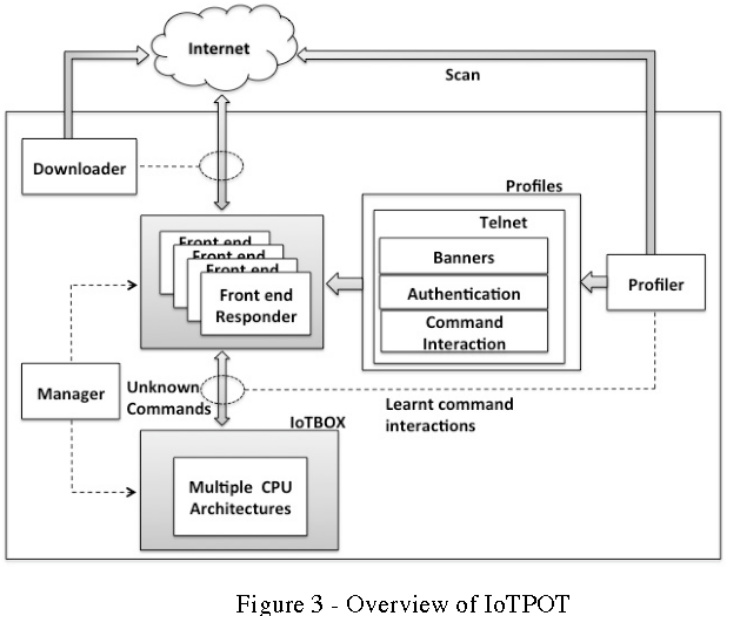 Internet
Scan
Downloader
Profiles
Telnet
Banners
Authentication
Command
Interaction
Profiler
Front end
Front end
Front end
Front end
Responder
Manager
Unknown
Commands
Learnt command
interactions
IoTBOX
Multiple CPU
Architectures
Figure 3 - Overview of IoTPOT